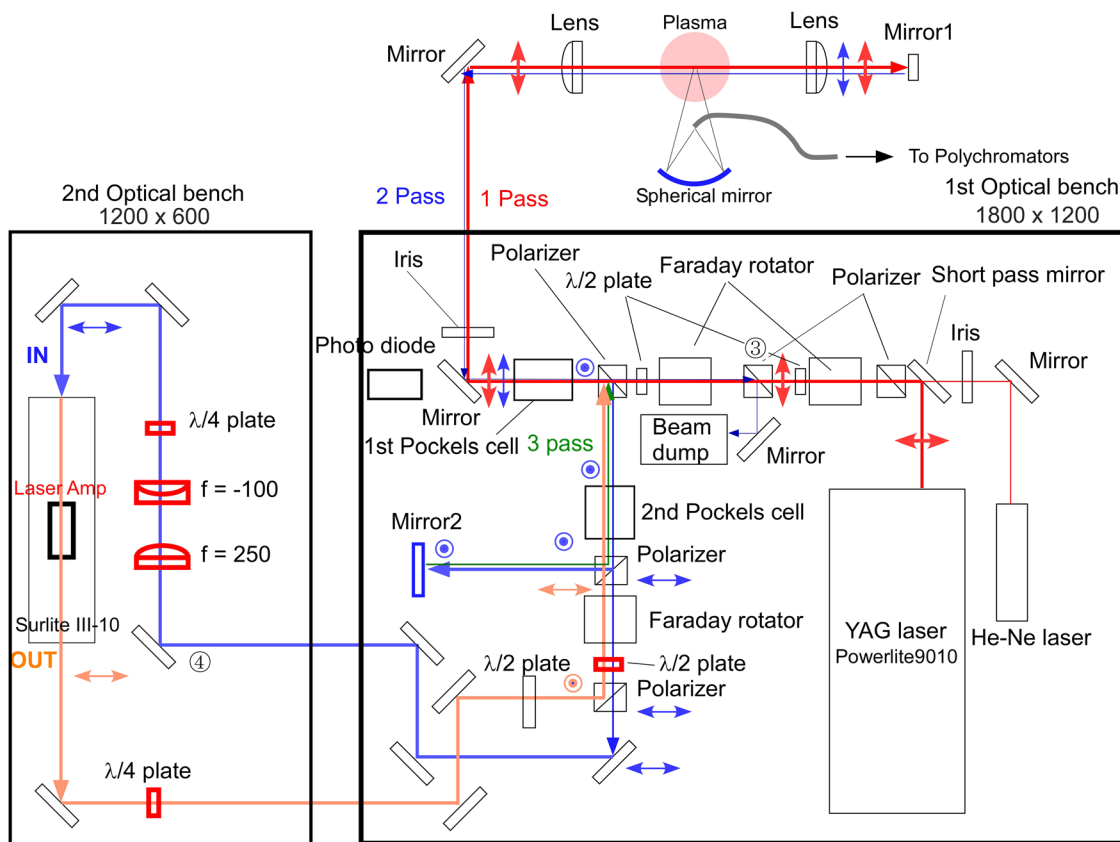 Lens
Plasma
Lens
Mirror1
Mirror
To Polychromators
Spherical mirror
2 Pass
1 Pass
2nd Optical bench
1200 x 600
1st Optical bench
1800 x 1200
Polarizer
Faraday rotator
Iris
λ/2 plate
Polarizer
Short pass mirror
Iris
Photo diode
③
Mirror
IN
Mirror
1st Pockels cell
3 pass
Beam
dump
Mirror
λ/4 plate
Laser Amp
f = -100
Mirror2
2nd Pockels cell
f = 250
Polarizer
Surlite III-10
Faraday rotator
YAG laser
Powerlite9010
He-Ne laser
OUT
④
λ/2 plate
λ/2 plate
Polarizer
λ/4 plate